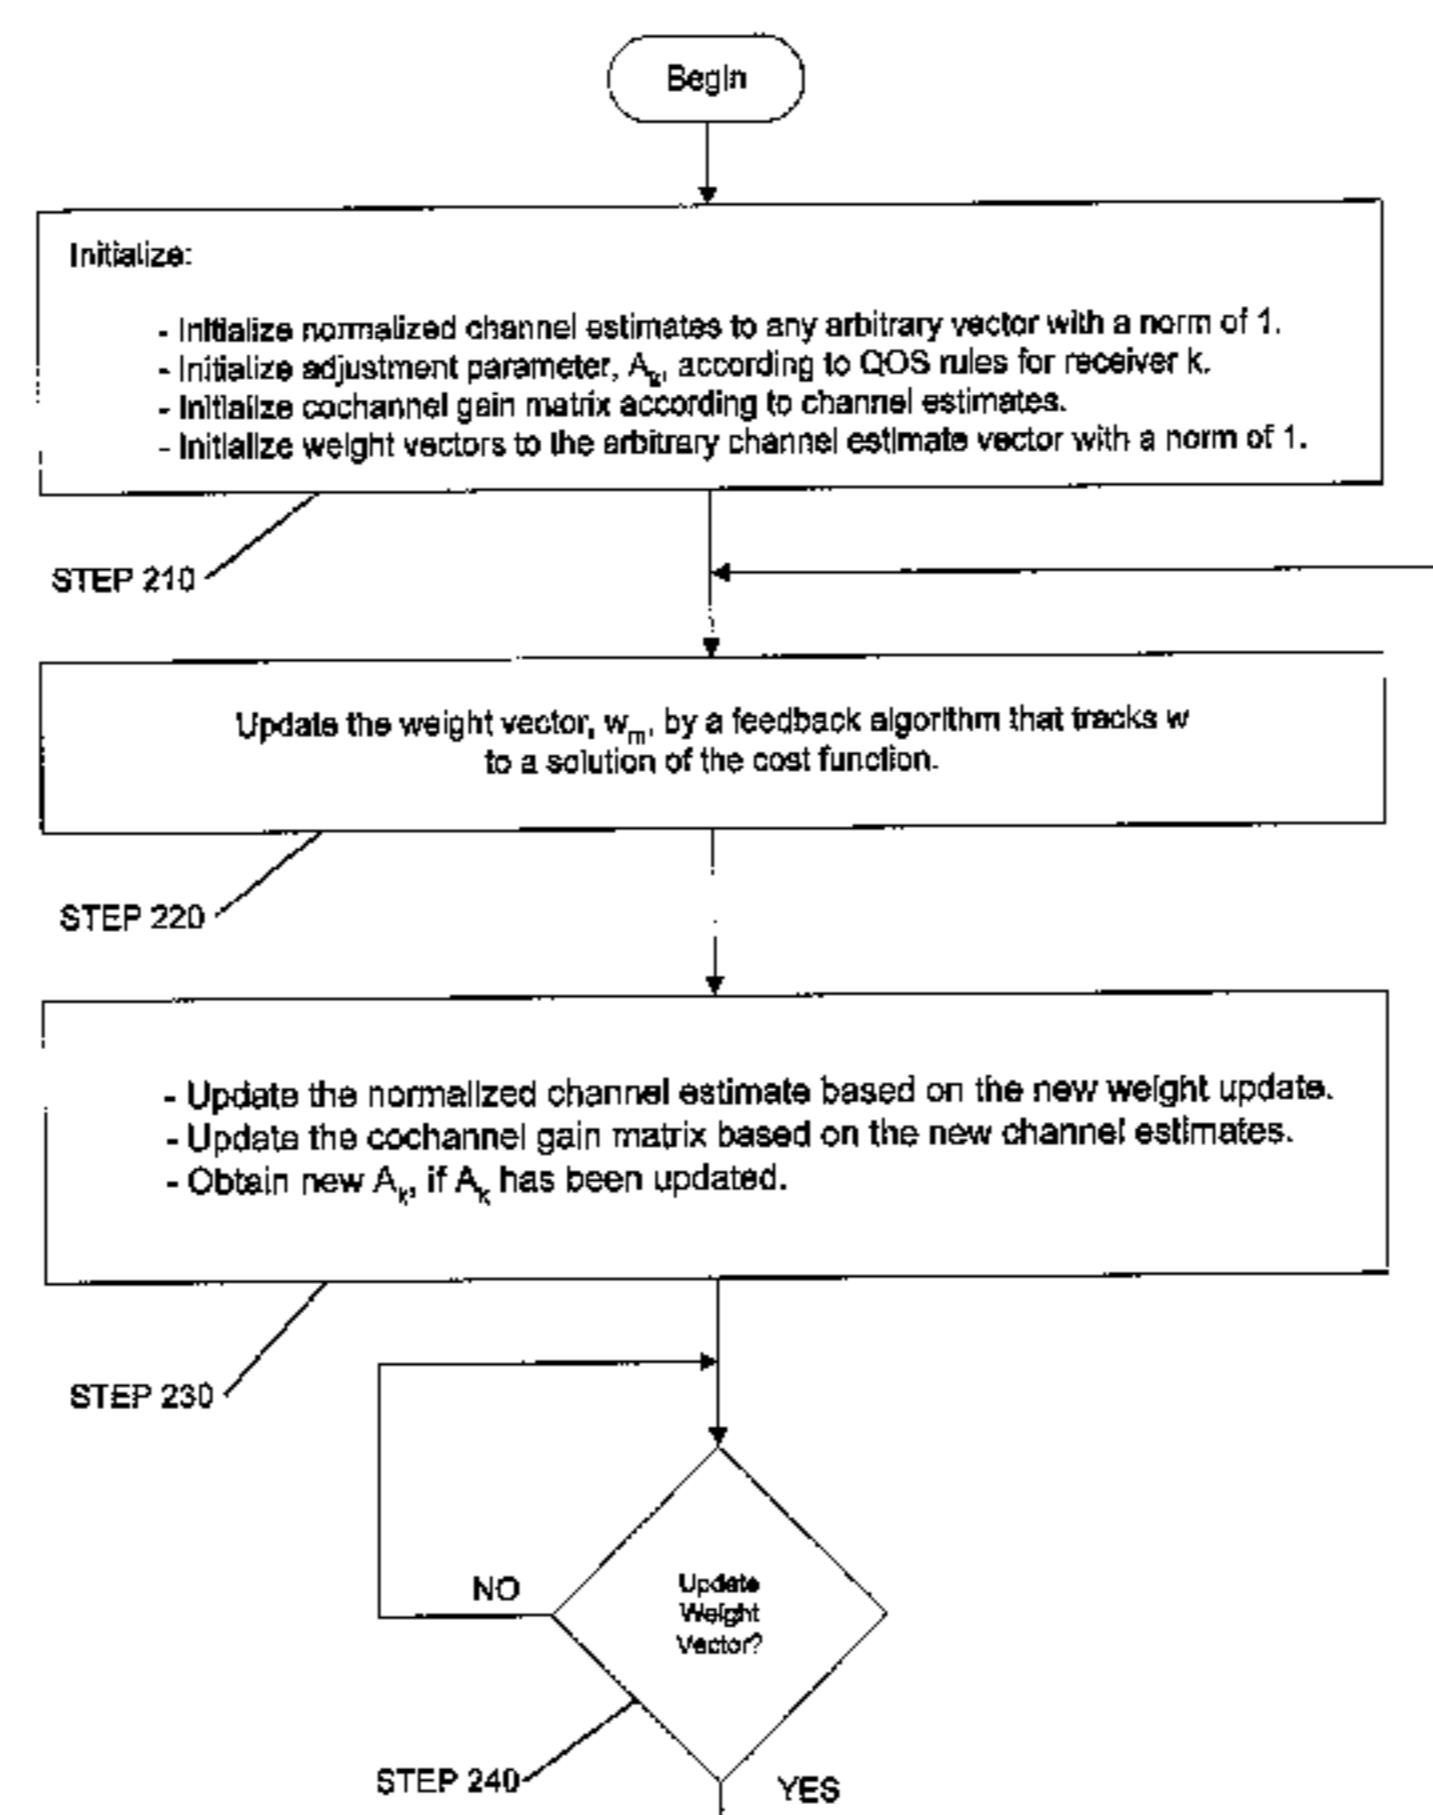 Begin
Initialize:
- Initialize normalized channel estimates to any arbitrary vector with a norm of 1.
- Initialize adjustment parameter, Aₖ, according to QOS rules for receiver k.
- Initialize cochannel gain matrix according to channel estimates.
- Initialize weight vectors to the arbitrary channel estimate vector with a norm of 1.
STEP 210
Update the weight vector, wₘ, by a feedback algorithm that tracks w
to a solution of the cost function.
STEP 220
- Update the normalized channel estimate based on the new weight update.
- Update the cochannel gain matrix based on the new channel estimates.
- Obtain new Aₖ, if Aₖ has been updated.
STEP 230
NO
Update
Weight
Vector?
STEP 240
YES